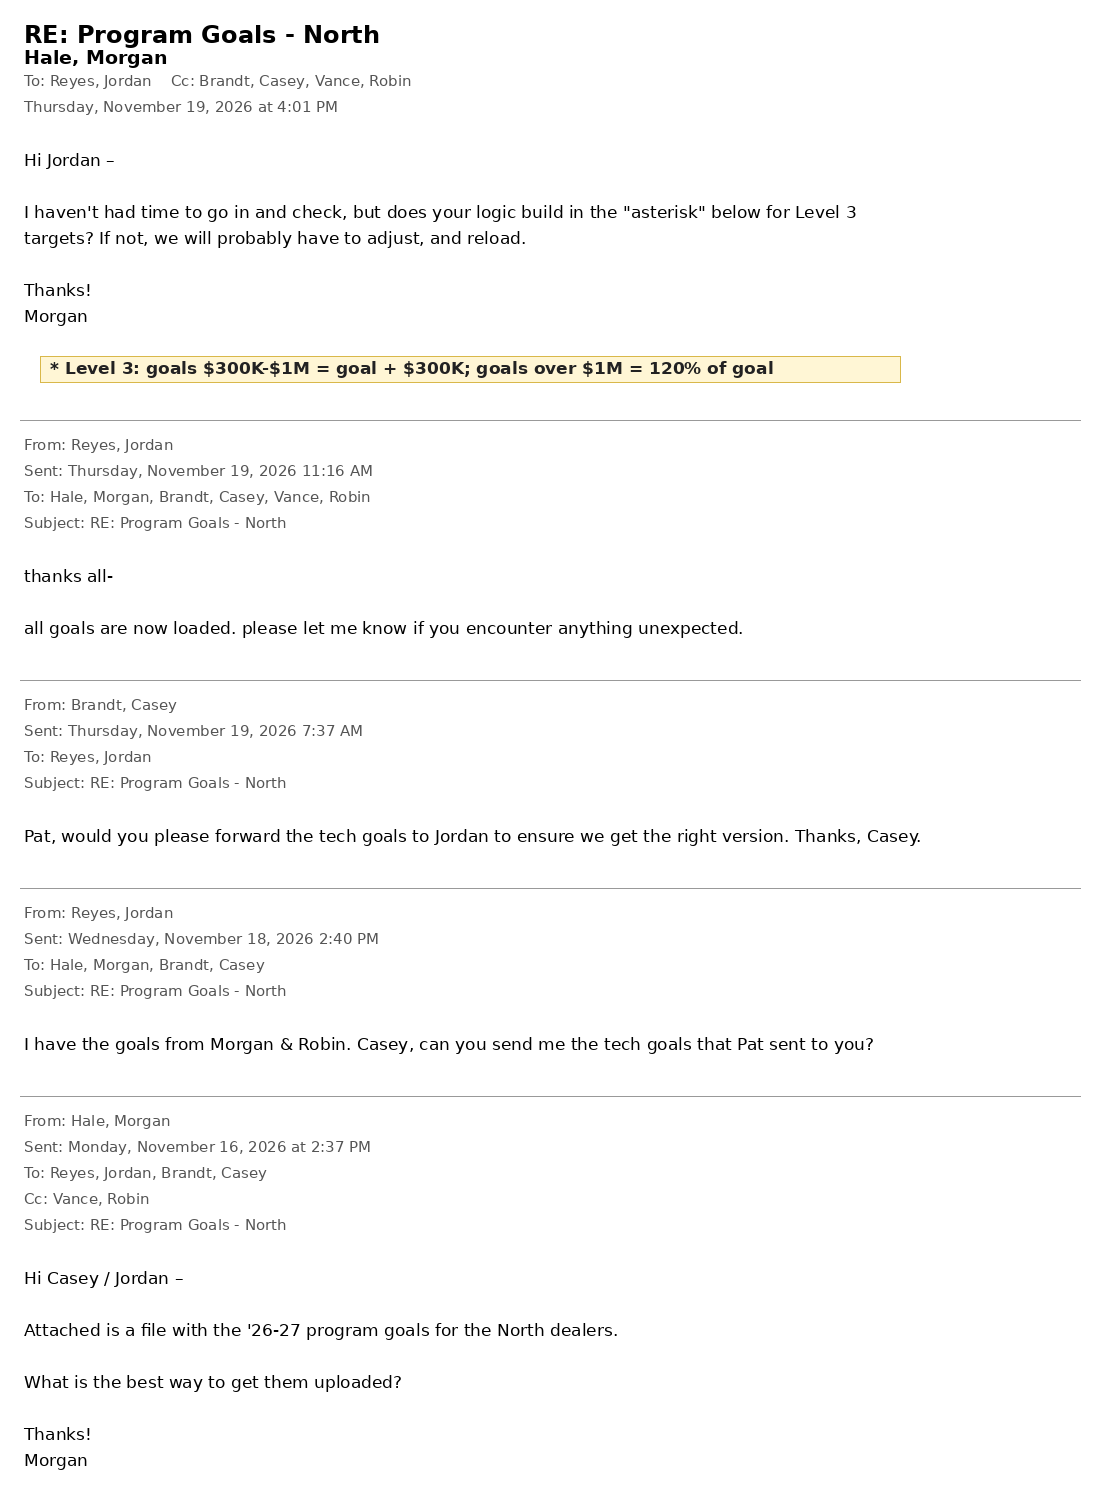 RE: Program Goals - North
Hale, Morgan
To: Reyes, Jordan    Cc: Brandt, Casey, Vance, Robin
Thursday, November 19, 2026 at 4:01 PM
Hi Jordan –
I haven't had time to go in and check, but does your logic build in the "asterisk" below for Level 3
targets? If not, we will probably have to adjust, and reload.
Thanks!
Morgan
* Level 3: goals $300K-$1M = goal + $300K; goals over $1M = 120% of goal
From: Reyes, Jordan
Sent: Thursday, November 19, 2026 11:16 AM
To: Hale, Morgan, Brandt, Casey, Vance, Robin
Subject: RE: Program Goals - North
thanks all-
all goals are now loaded. please let me know if you encounter anything unexpected.
From: Brandt, Casey
Sent: Thursday, November 19, 2026 7:37 AM
To: Reyes, Jordan
Subject: RE: Program Goals - North
Pat, would you please forward the tech goals to Jordan to ensure we get the right version. Thanks, Casey.
From: Reyes, Jordan
Sent: Wednesday, November 18, 2026 2:40 PM
To: Hale, Morgan, Brandt, Casey
Subject: RE: Program Goals - North
I have the goals from Morgan & Robin. Casey, can you send me the tech goals that Pat sent to you?
From: Hale, Morgan
Sent: Monday, November 16, 2026 at 2:37 PM
To: Reyes, Jordan, Brandt, Casey
Cc: Vance, Robin
Subject: RE: Program Goals - North
Hi Casey / Jordan –
Attached is a file with the '26-27 program goals for the North dealers.
What is the best way to get them uploaded?
Thanks!
Morgan